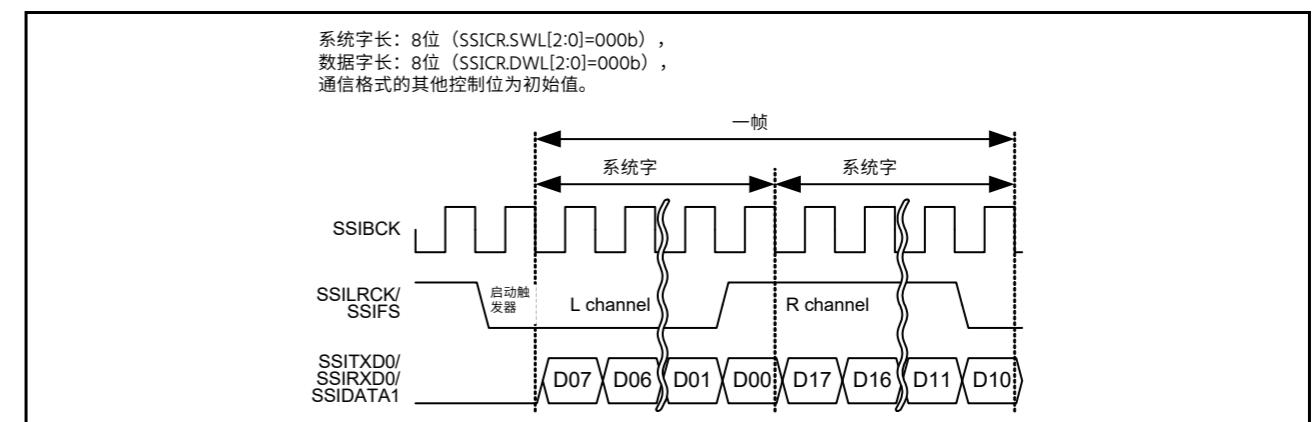 系统字长：8位（SSICR.SWL[2:0]=000b），
数据字长：8位（SSICR.DWL[2:0]=000b），
通信格式的其他控制位为初始值。
一帧
系统字 系统字
SSIBCK
SSILRCK/
SSIFS
启动触
发器
L channel R channel
SSITXD0/
SSIRXD0/
SSIDATA1
D07 D06 D01 D00 D17 D16 D11 D10